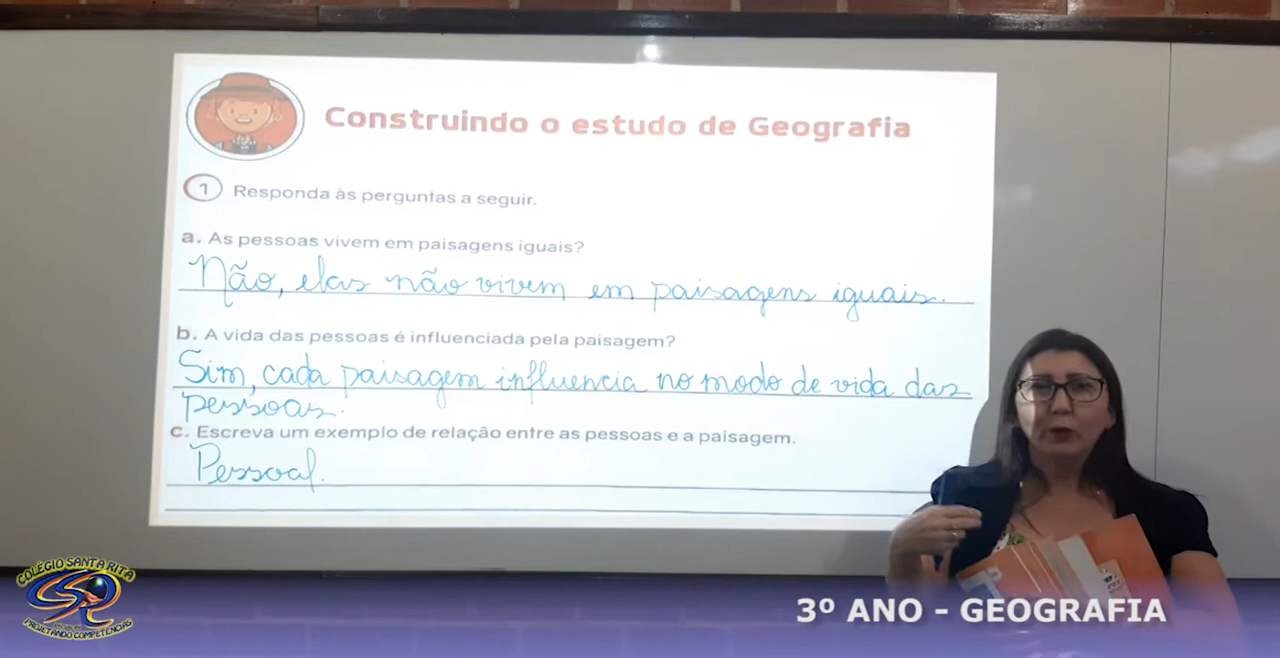 Construindo o estudo de Geografia
1 Responda às perguntas a seguir.
a. As pessoas vivem em paisagens iguais?
Não, elas não vivem em paisagens iguais.
b. A vida das pessoas é influenciada pela paisagem?
Sim, cada paisagem influencia no modo de vida das
pessoas.
c. Escreva um exemplo de relação entre as pessoas e a paisagem.
Pessoal.
COLÉGIO SANTA RITA
PROJETANDO COMPETÊNCIAS
3º ANO - GEOGRAFIA